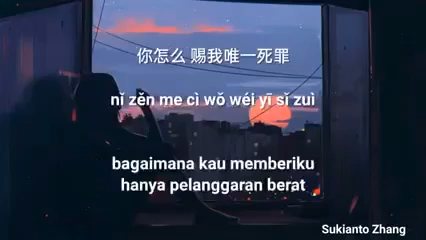 你怎么 赐我唯一死罪
nǐ zěn me cì wǒ wéi yī sǐ zuì
bagaimana kau memberiku
hanya pelanggaran berat
Sukianto Zhang